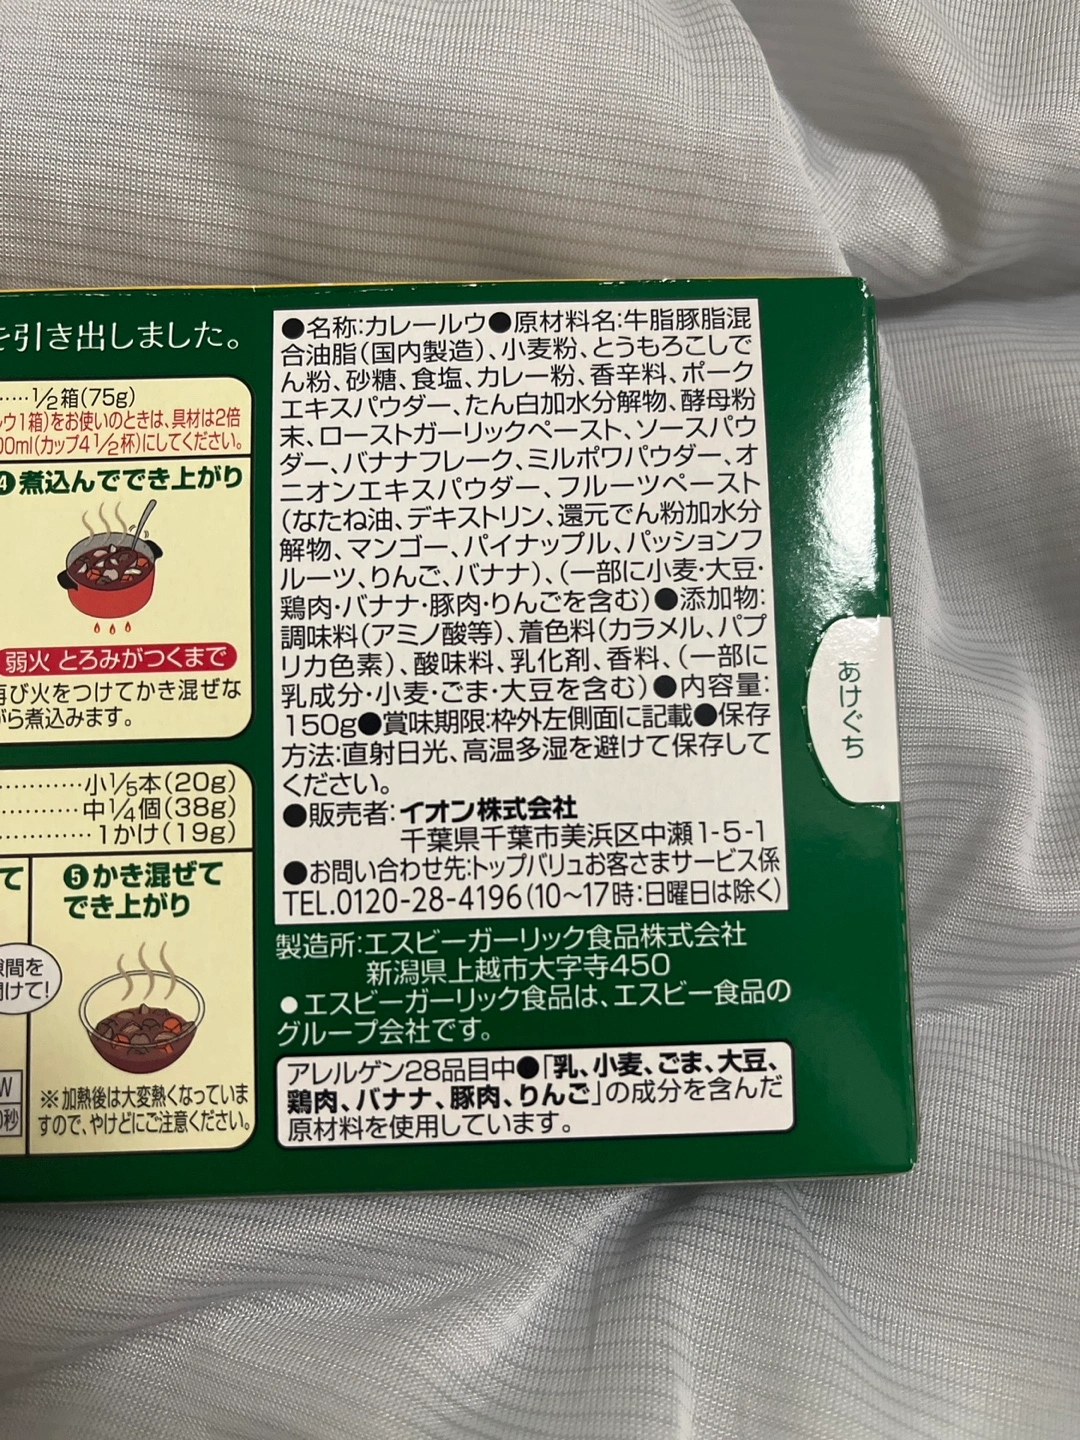 を引き出しました。
……½箱(75g)
ルウ1箱)をお使いのときは、具材は2倍
00ml(カップ4½杯)にしてください。
❹煮込んででき上がり
弱火 とろみがつくまで
再び火をつけてかき混ぜな
がら煮込みます。
…………小⅕本(20g)
…………中¼個(38g)
…………1かけ(19g)
て
❺かき混ぜて
でき上がり
隙間を
開けて!
W
0秒
※加熱後は大変熱くなっていま
すので、やけどにご注意ください。
●名称:カレールウ●原材料名:牛脂豚脂混
合油脂(国内製造)、小麦粉、とうもろこしで
ん粉、砂糖、食塩、カレー粉、香辛料、ポーク
エキスパウダー、たん白加水分解物、酵母粉
末、ローストガーリックペースト、ソースパウ
ダー、バナナフレーク、ミルポワパウダー、オ
ニオンエキスパウダー、フルーツペースト
(なたね油、デキストリン、還元でん粉加水分
解物、マンゴー、パイナップル、パッションフ
ルーツ、りんご、バナナ)、(一部に小麦・大豆・
鶏肉・バナナ・豚肉・りんごを含む)●添加物:
調味料(アミノ酸等)、着色料(カラメル、パプ
リカ色素)、酸味料、乳化剤、香料、(一部に
乳成分・小麦・ごま・大豆を含む)●内容量:
150g●賞味期限:枠外左側面に記載●保存
方法:直射日光、高温多湿を避けて保存して
ください。
●販売者:イオン株式会社
千葉県千葉市美浜区中瀬1-5-1
●お問い合わせ先:トップバリュお客さまサービス係
TEL.0120-28-4196(10〜17時:日曜日は除く)
製造所:エスビーガーリック食品株式会社
新潟県上越市大字寺450
●エスビーガーリック食品は、エスビー食品の
グループ会社です。
アレルゲン28品目中●「乳、小麦、ごま、大豆、
鶏肉、バナナ、豚肉、りんご」の成分を含んだ
原材料を使用しています。
あけぐち